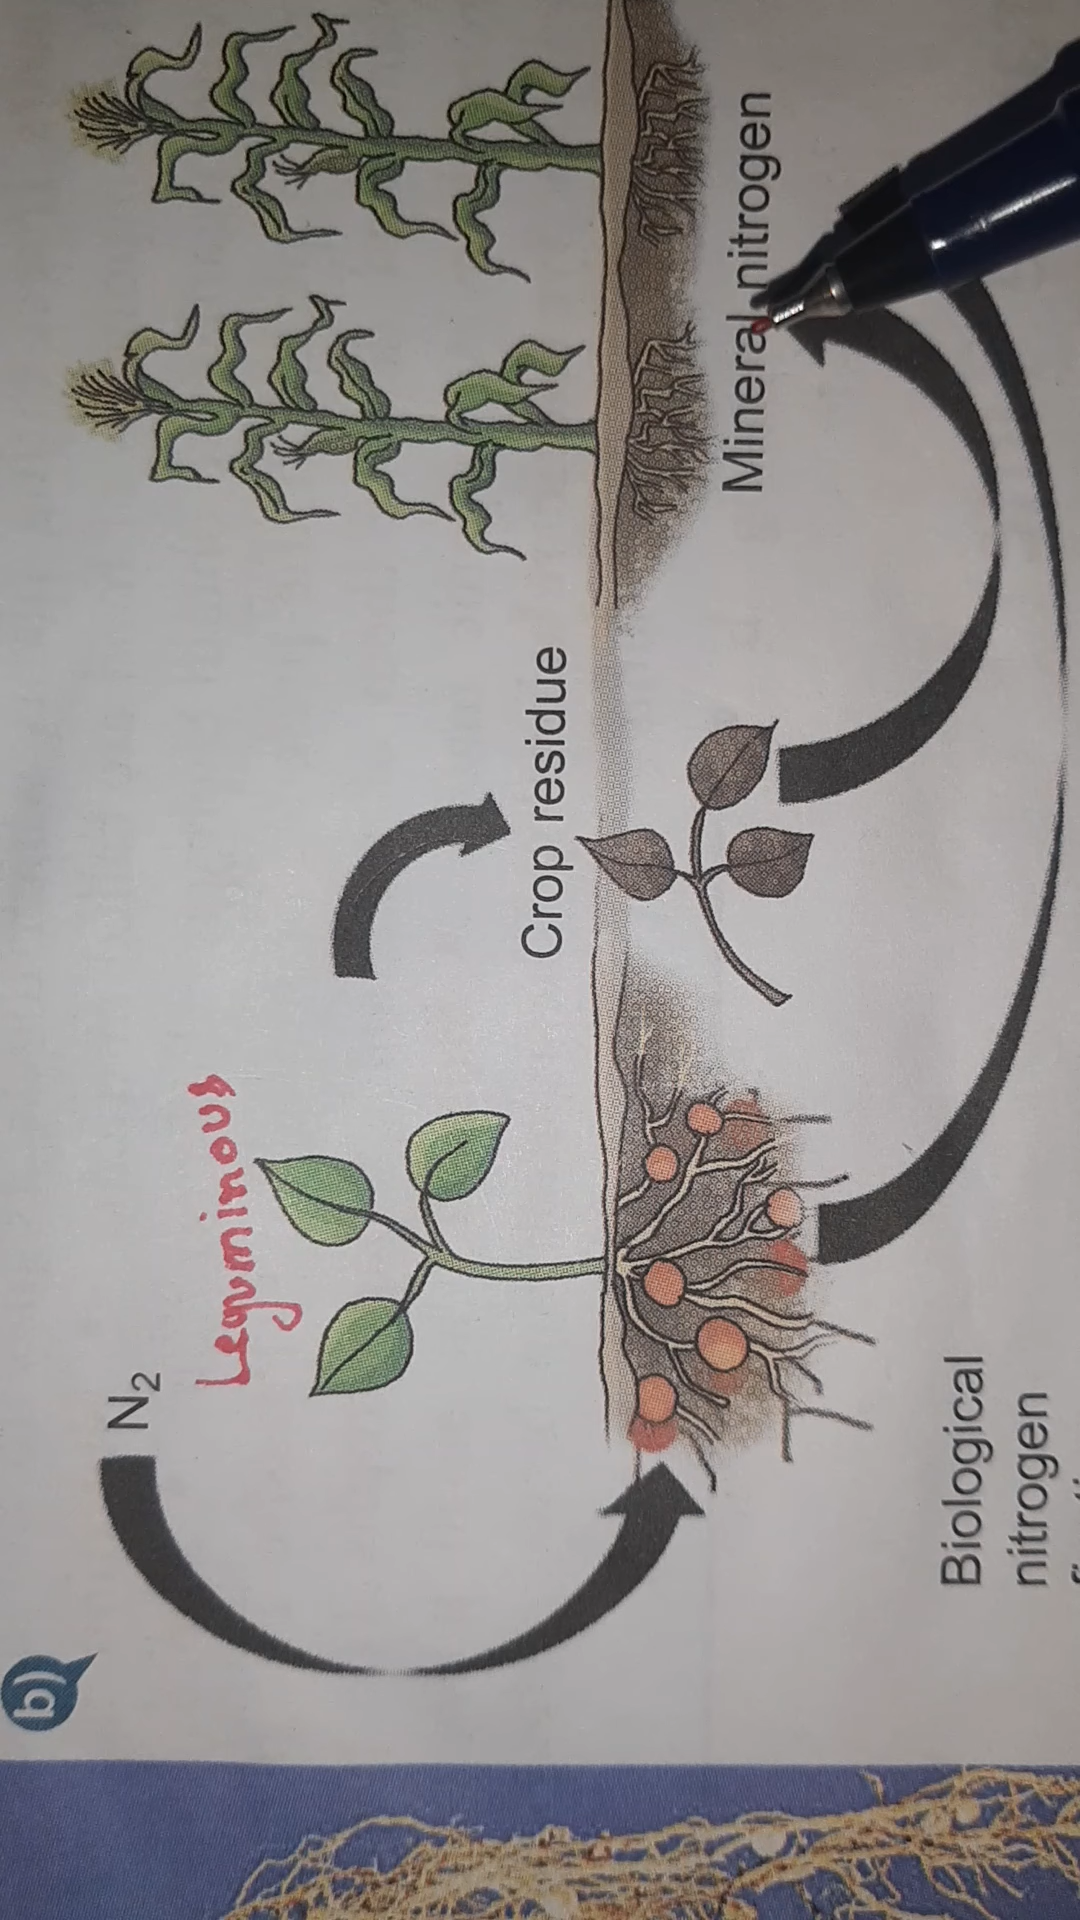 b)
N2
Leguminous
Crop residue
Mineral nitrogen
Biological
nitrogen